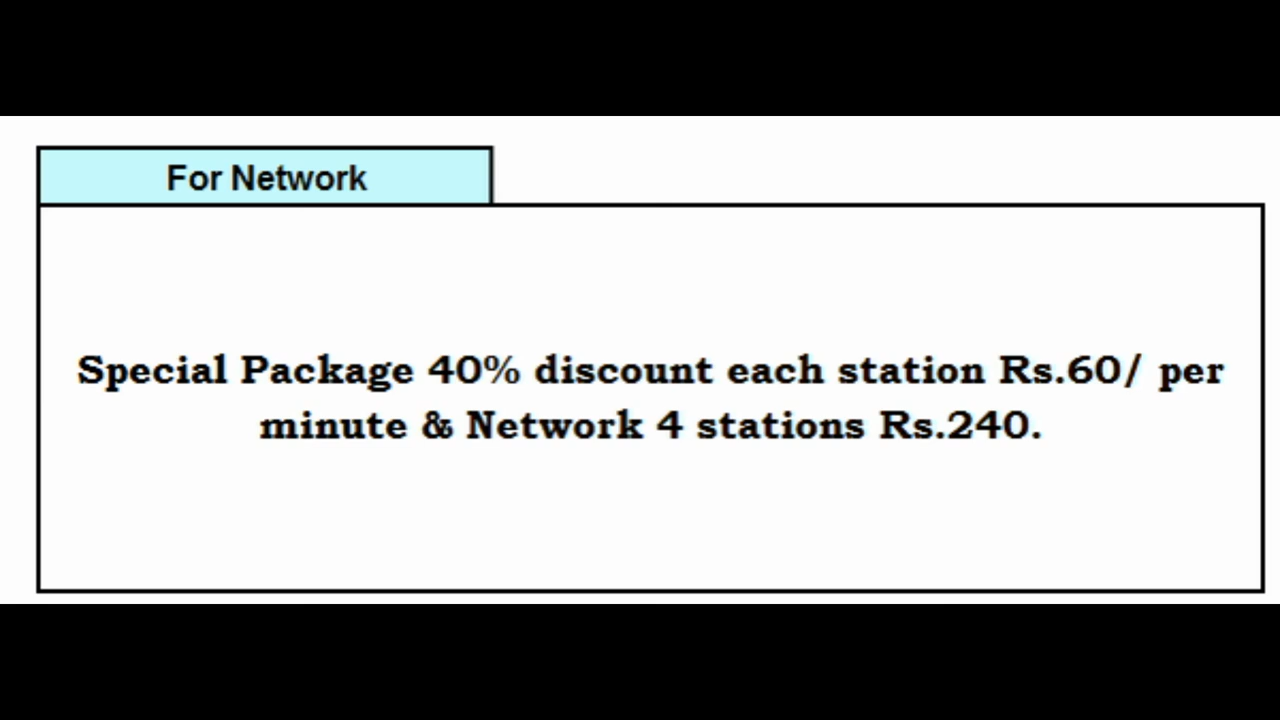 For Network
Special Package 40% discount each station Rs.60/ per
minute & Network 4 stations Rs.240.